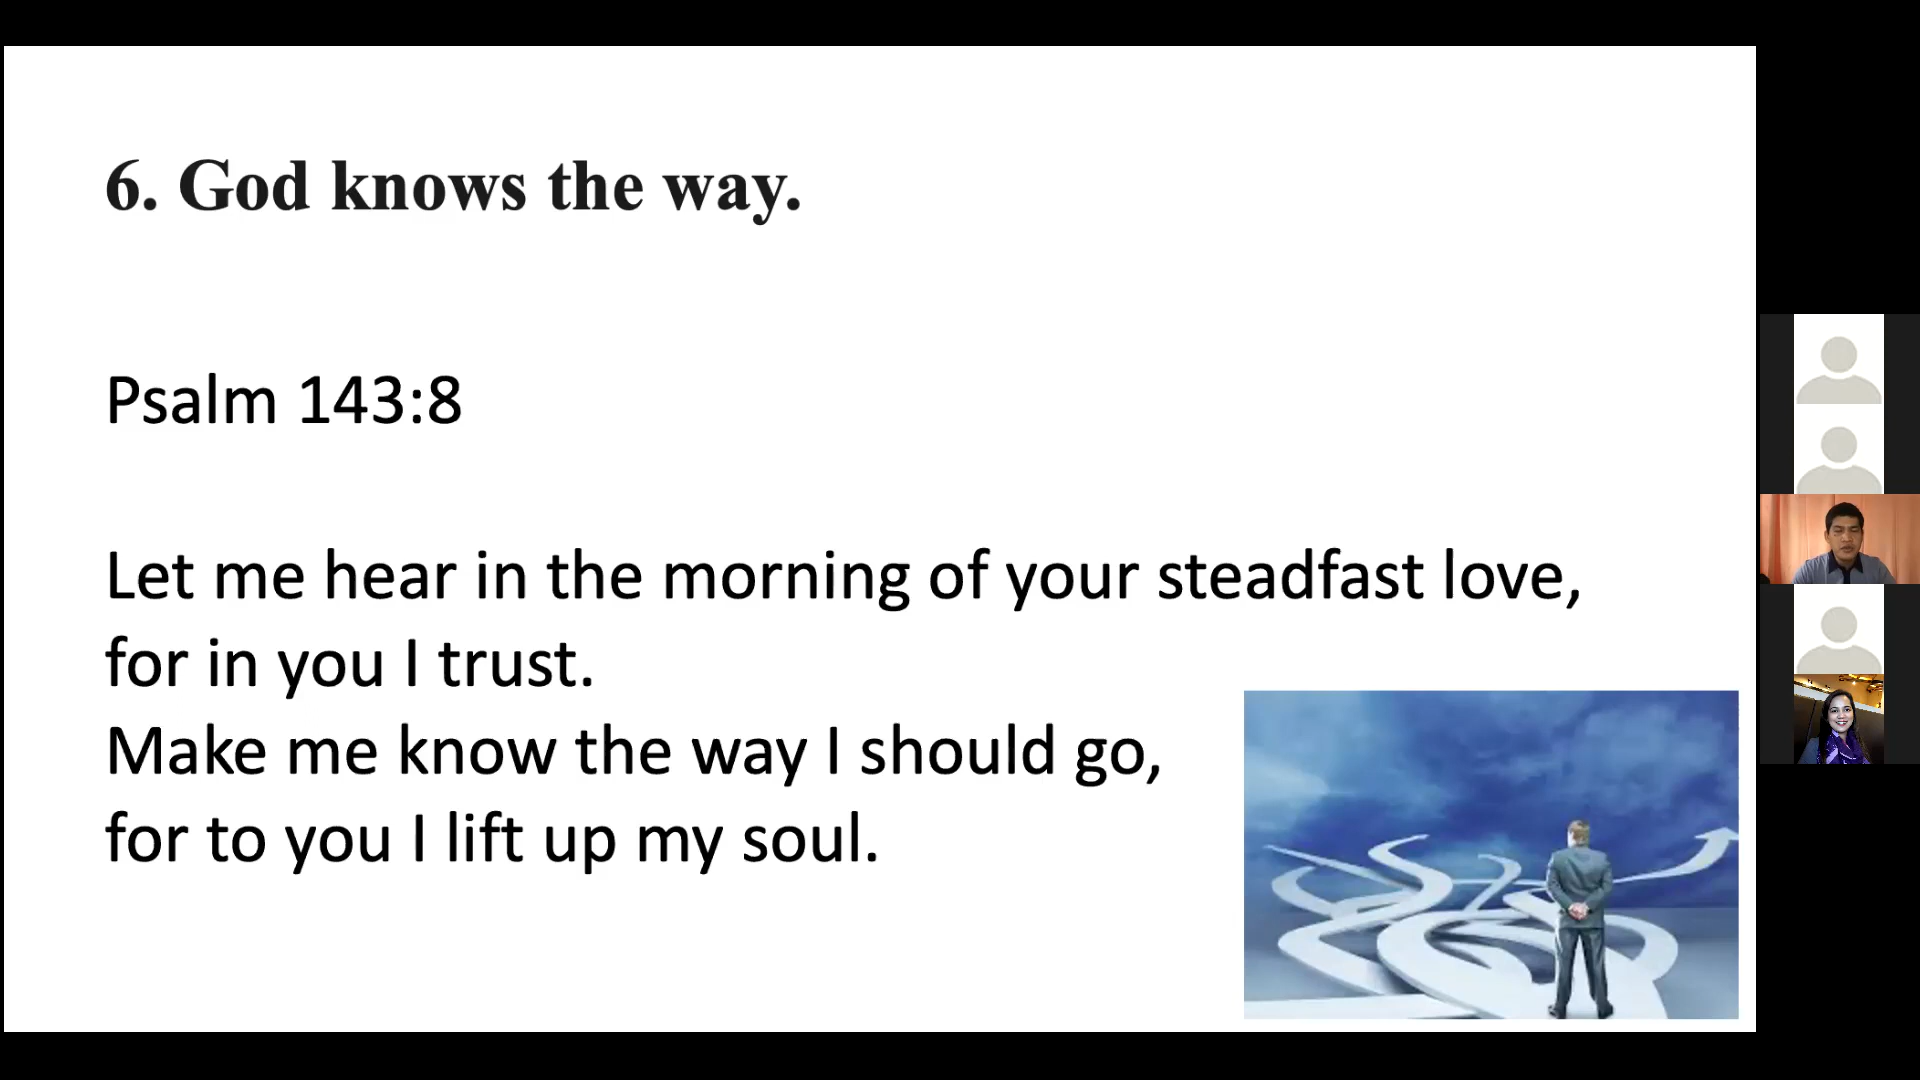 6. God knows the way.
Psalm 143:8
Let me hear in the morning of your steadfast love,
for in you I trust.
Make me know the way I should go,
for to you I lift up my soul.